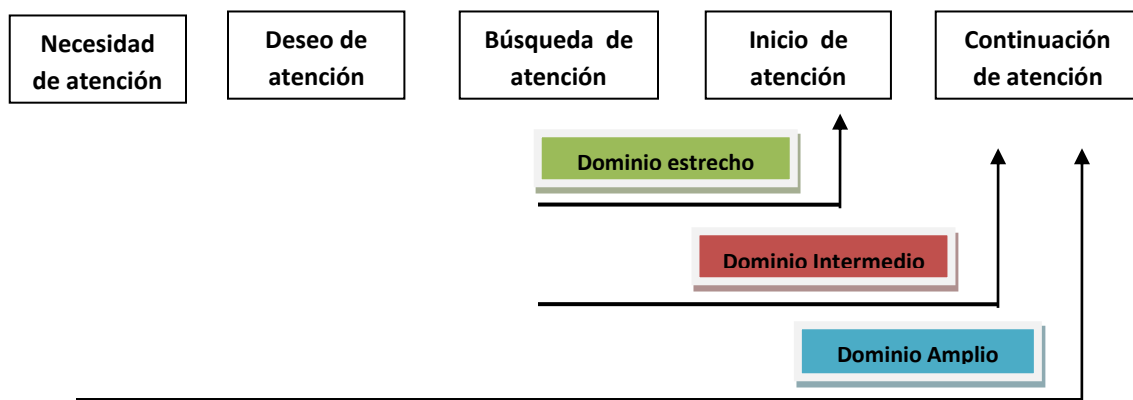 Necesidad
de atención
Deseo de
atención
Búsqueda de
atención
Inicio de
atención
Continuación
de atención
Dominio estrecho
Dominio Intermedio
Dominio Amplio